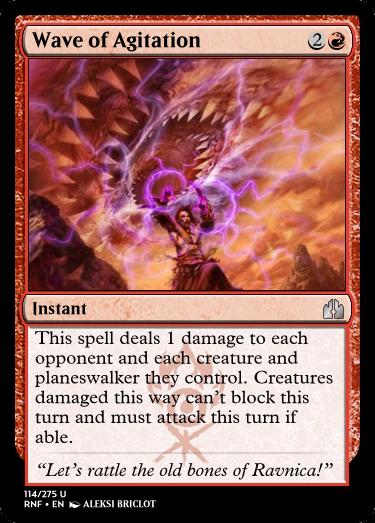 Wave of Agitation 2
Instant
This spell deals 1 damage to each
opponent and each creature and
planeswalker they control. Creatures
damaged this way can't block this
turn and must attack this turn if
able.
"Let's rattle the old bones of Ravnica!"
114/275 U
RNF • EN ALEKSI BRICLOT